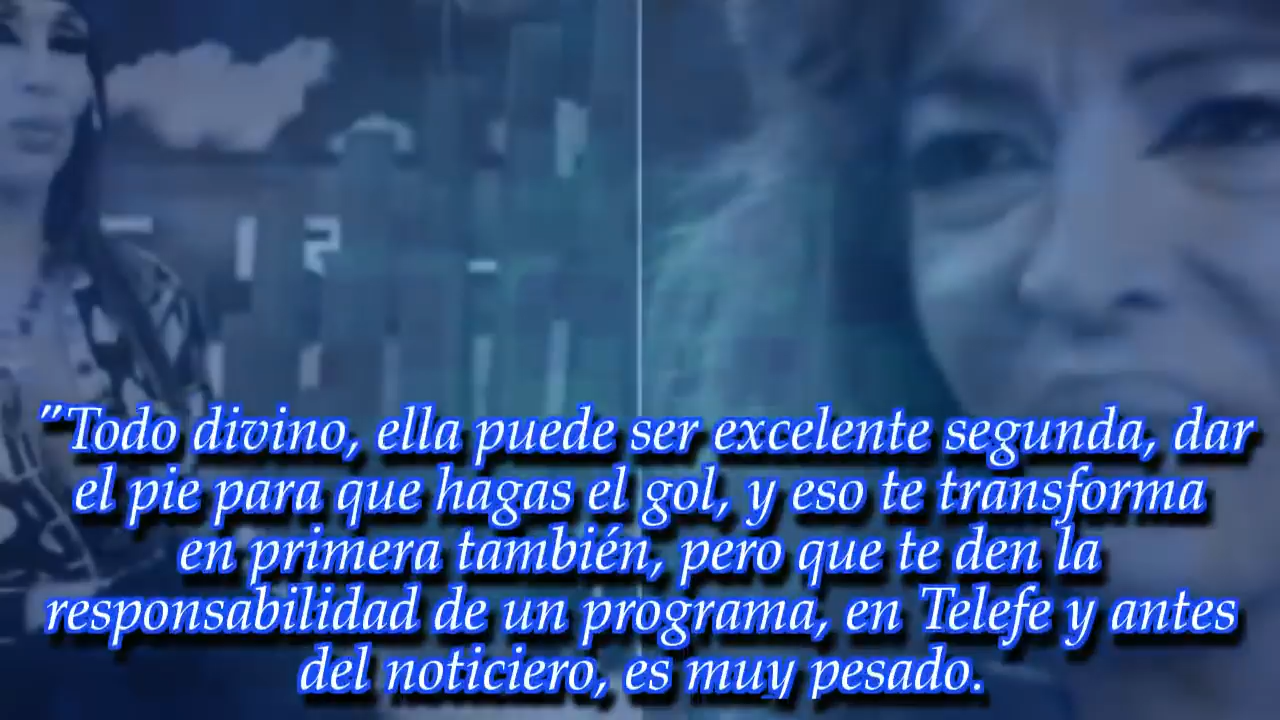 "Todo divino, ella puede ser excelente segunda, dar
el pie para que hagas el gol, y eso te transforma
en primera también, pero que te den la
responsabilidad de un programa, en Telefe y antes
del noticiero, es muy pesado.